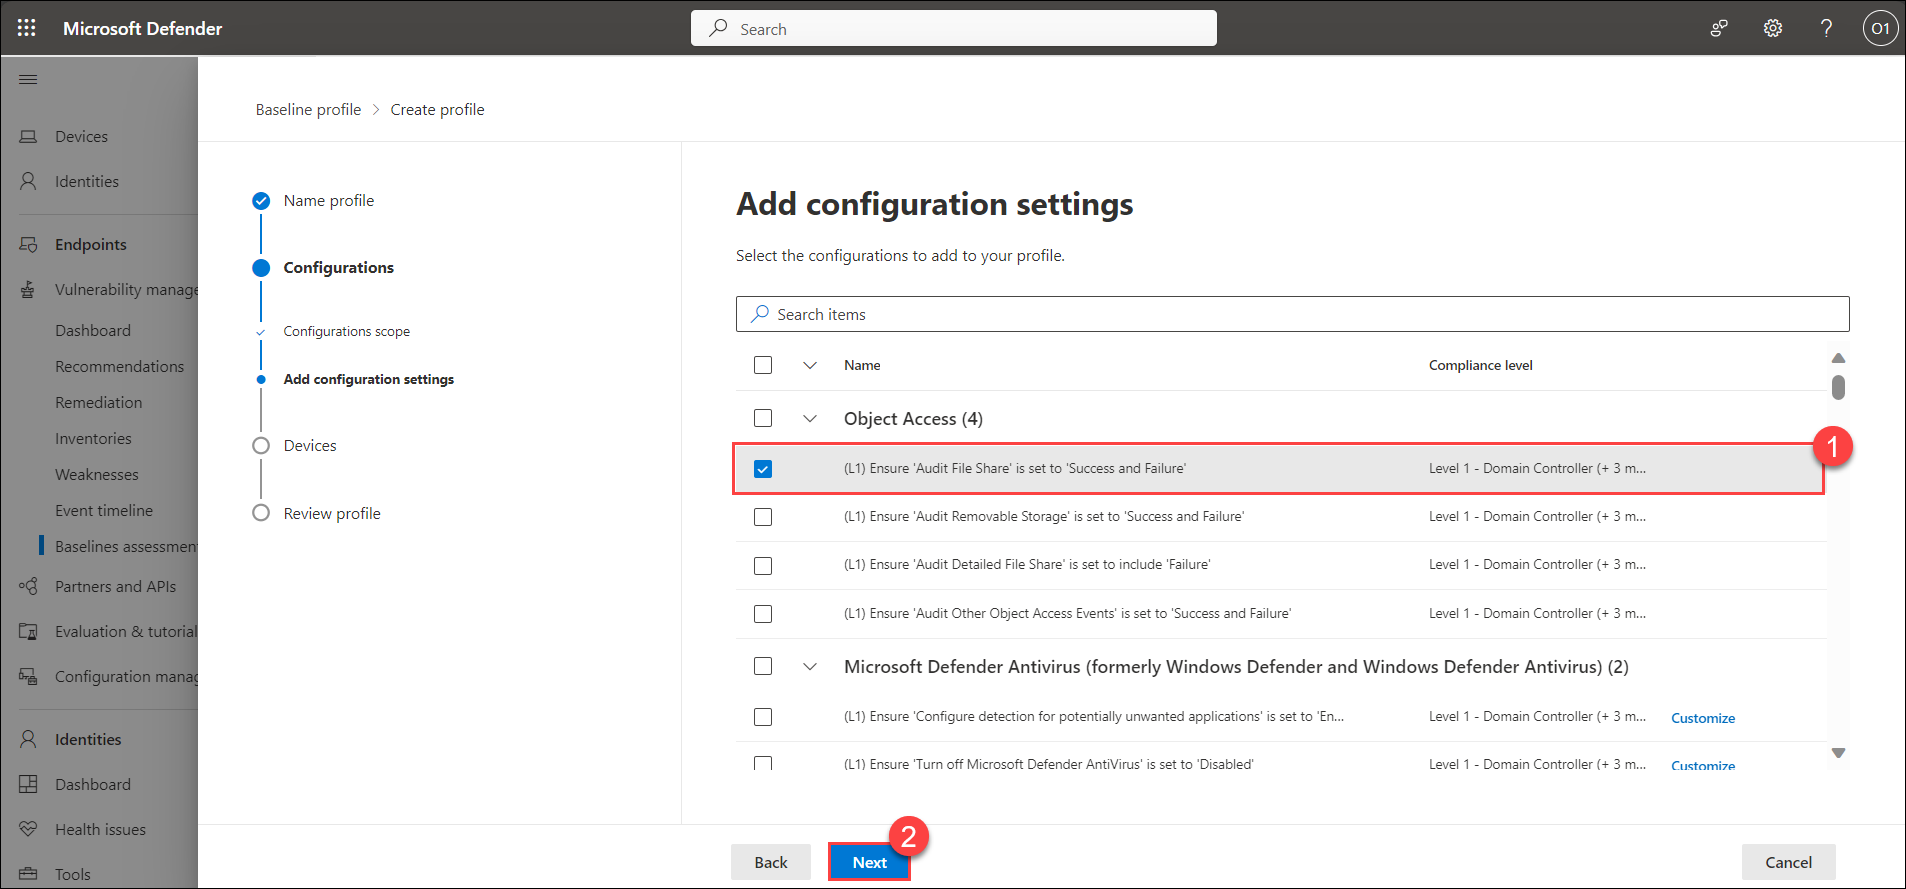 Microsoft Defender
Search
?
O1
Devices
Identities
Endpoints
Vulnerability manage
Dashboard
Recommendations
Remediation
Inventories
Weaknesses
Event timeline
Baselines assessmen
Partners and APIs
Evaluation & tutorial
Configuration manag
Identities
Dashboard
Health issues
Tools
Baseline profile > Create profile
Name profile
Configurations
Configurations scope
Add configuration settings
Devices
Review profile
Add configuration settings
Select the configurations to add to your profile.
Search items
Name Compliance level
Object Access (4)
1
(L1) Ensure 'Audit File Share' is set to 'Success and Failure' Level 1 - Domain Controller (+ 3 m...
(L1) Ensure 'Audit Removable Storage' is set to 'Success and Failure' Level 1 - Domain Controller (+ 3 m...
(L1) Ensure 'Audit Detailed File Share' is set to include 'Failure' Level 1 - Domain Controller (+ 3 m...
(L1) Ensure 'Audit Other Object Access Events' is set to 'Success and Failure' Level 1 - Domain Controller (+ 3 m...
Microsoft Defender Antivirus (formerly Windows Defender and Windows Defender Antivirus) (2)
(L1) Ensure 'Configure detection for potentially unwanted applications' is set to 'En... Level 1 - Domain Controller (+ 3 m... Customize
(L1) Ensure 'Turn off Microsoft Defender AntiVirus' is set to 'Disabled' Level 1 - Domain Controller (+ 3 m... Customize
2
Back Next Cancel